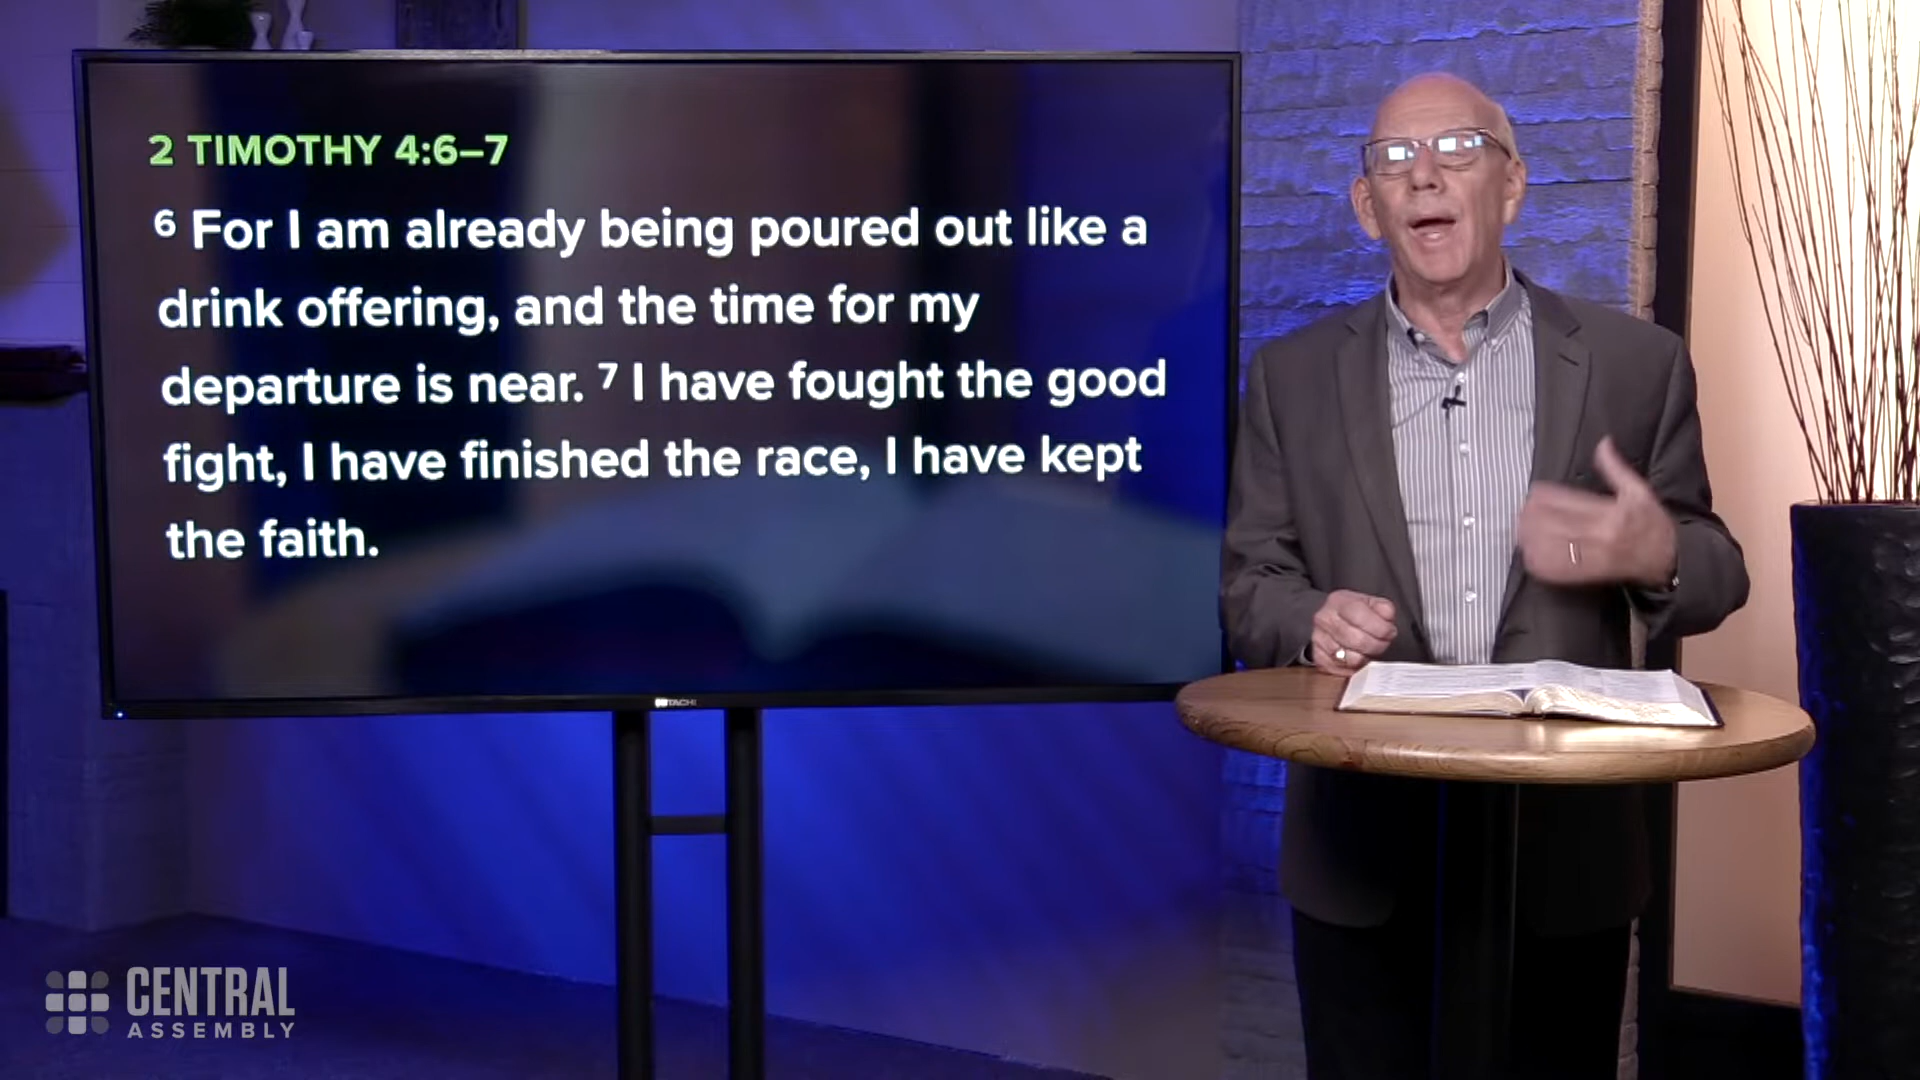 2 TIMOTHY 4:6–7
⁶ For I am already being poured out like a
drink offering, and the time for my
departure is near. ⁷ I have fought the good
fight, I have finished the race, I have kept
the faith.
HITACHI
CENTRAL
ASSEMBLY